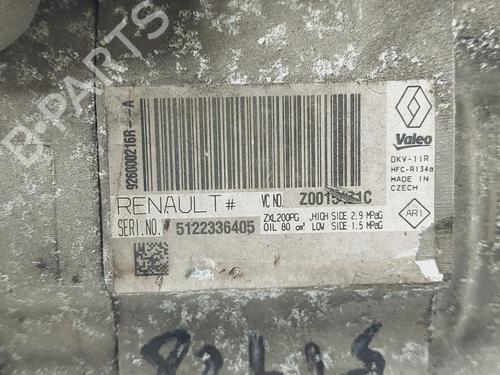 B-PARTS
926000216R--A
Valeo
DKV-11R
HFC-R134a
MADE IN
CZECH
RENAULT #
VC NO.
SERI.NO. # 5122336405
ZXL200PG ,HIGH SIDE 2.9 MPaG
OIL 80 cm³ LOW SIDE 1.5 MPaG
AR1